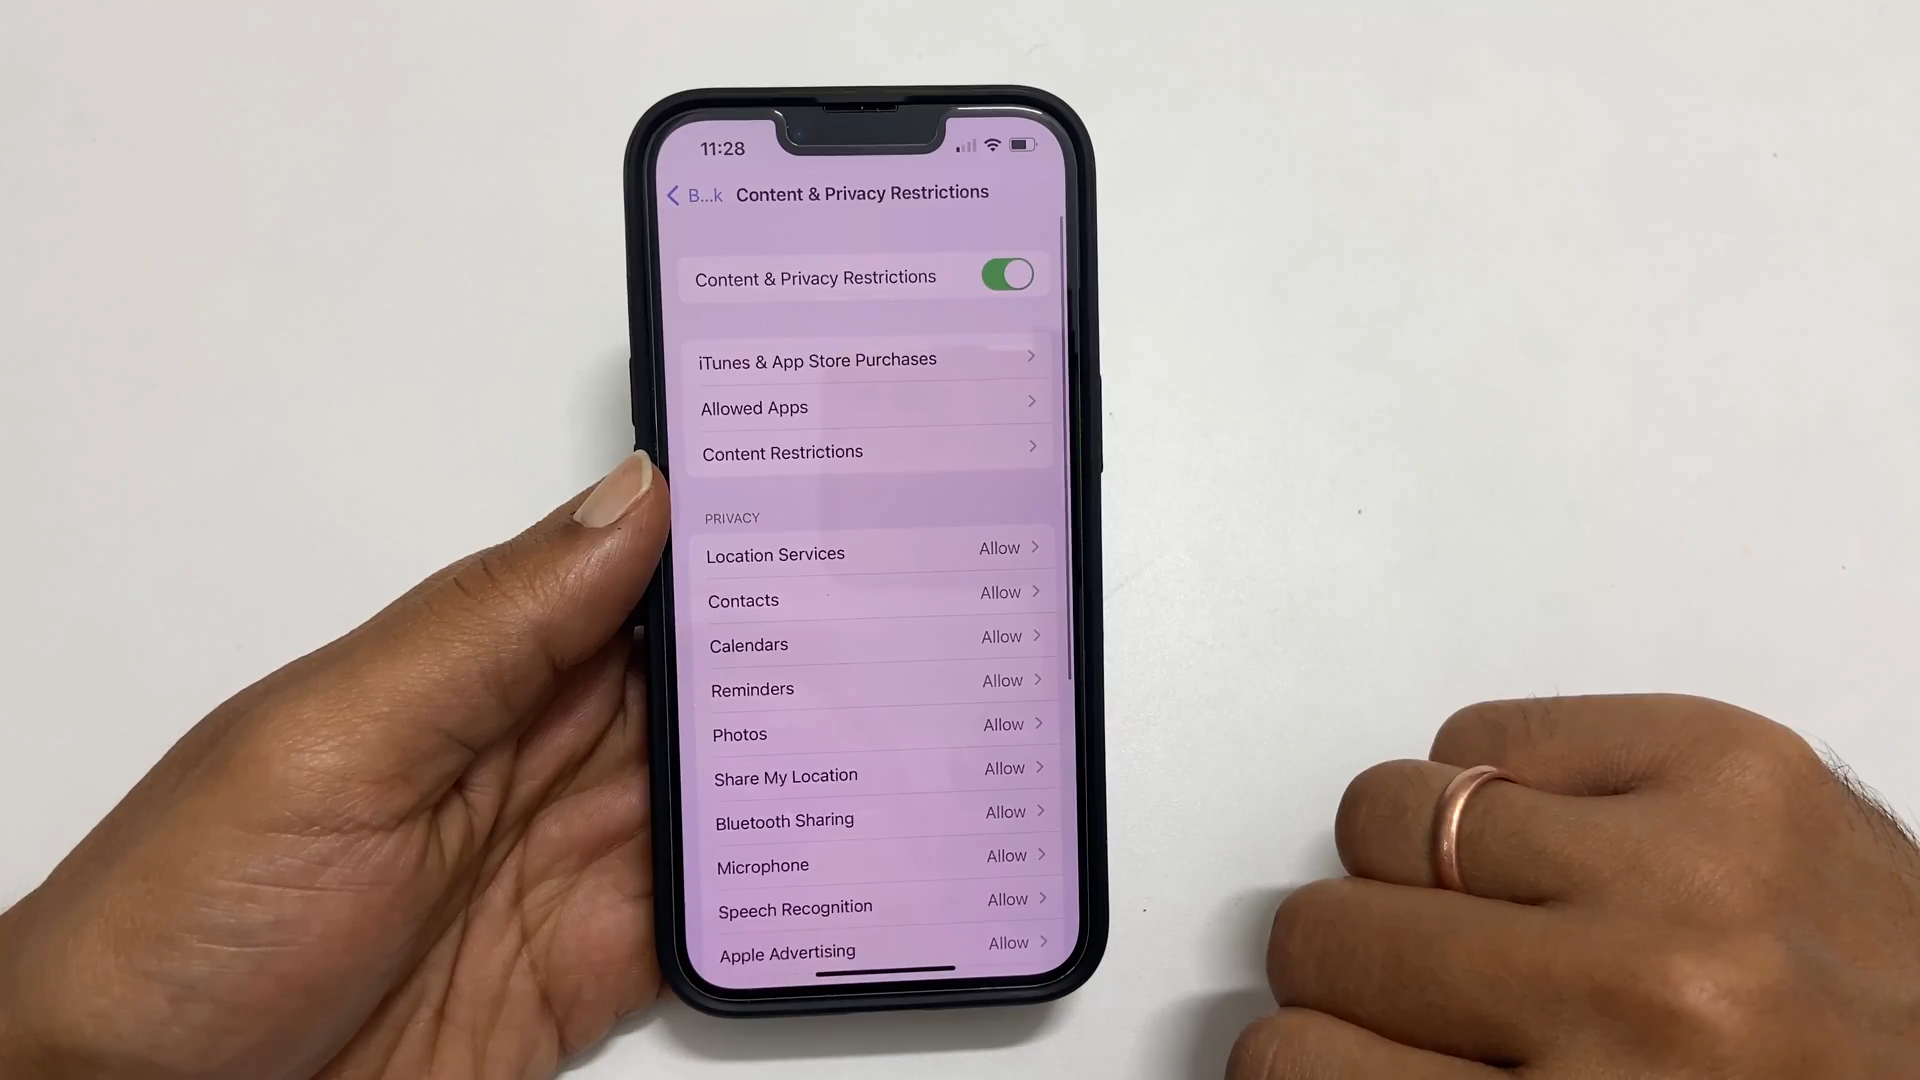 11:28
B...k Content & Privacy Restrictions
Content & Privacy Restrictions
iTunes & App Store Purchases
Allowed Apps
Content Restrictions
PRIVACY
Location Services Allow
Contacts Allow
Calendars Allow
Reminders Allow
Photos Allow
Share My Location Allow
Bluetooth Sharing Allow
Microphone Allow
Speech Recognition Allow
Apple Advertising Allow